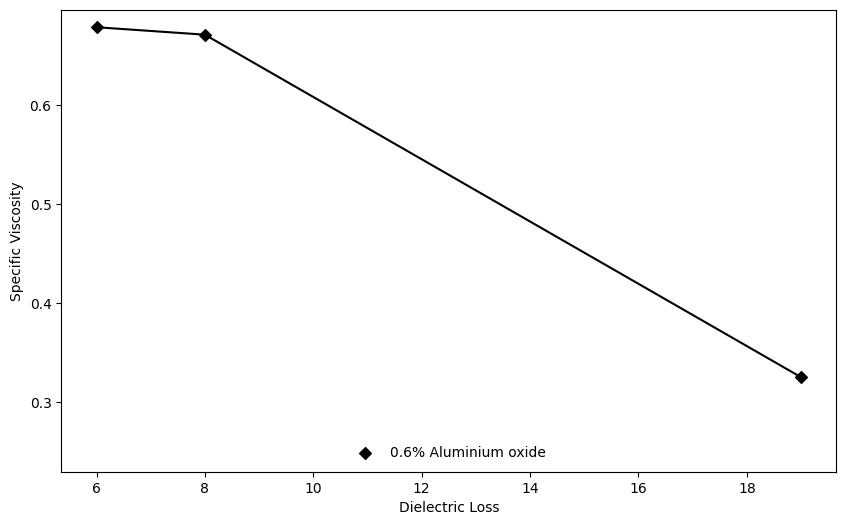 0.6
0.5
0.4
0.3
Specific Viscosity
0.6% Aluminium oxide
6 8 10 12 14 16 18
Dielectric Loss